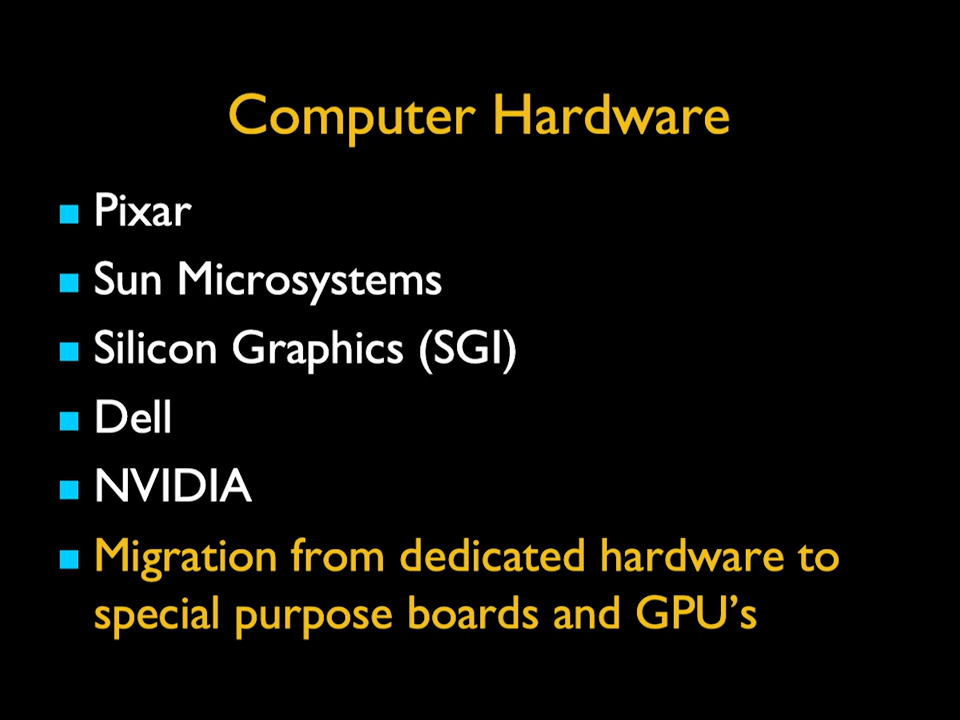 Computer Hardware
Pixar
Sun Microsystems
Silicon Graphics (SGI)
Dell
NVIDIA
Migration from dedicated hardware to
special purpose boards and GPU’s